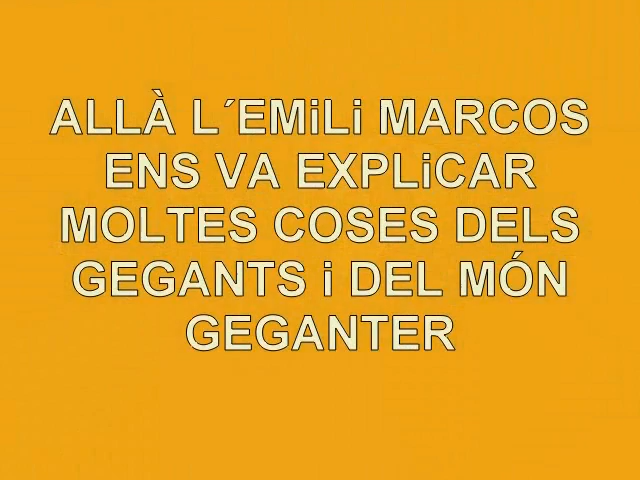 ALLÀ L´EMiLi MARCOS
ENS VA EXPLiCAR
MOLTES COSES DELS
GEGANTS i DEL MÓN
GEGANTER